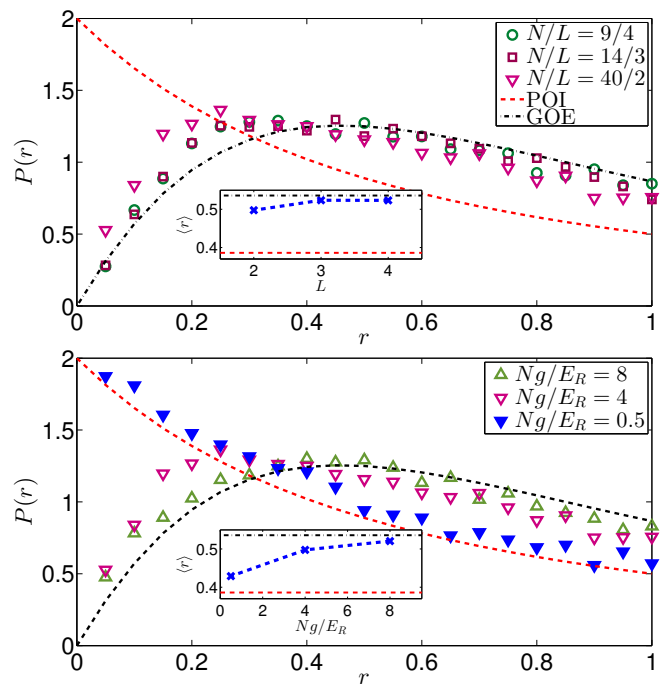 2
N/L = 9/4
N/L = 14/3
1.5
N/L = 40/2
POI
GOE
P(r)
1
0.5
⟨r⟩
0.5
0.4
2 3 4
L
0
0 0.2 0.4 0.6 0.8 1
r
2
Ng/E_R = 8
Ng/E_R = 4
1.5
Ng/E_R = 0.5
P(r)
1
0.5
⟨r⟩
0.5
0.4
0 2 4 6 8
Ng/E_R
0
0 0.2 0.4 0.6 0.8 1
r